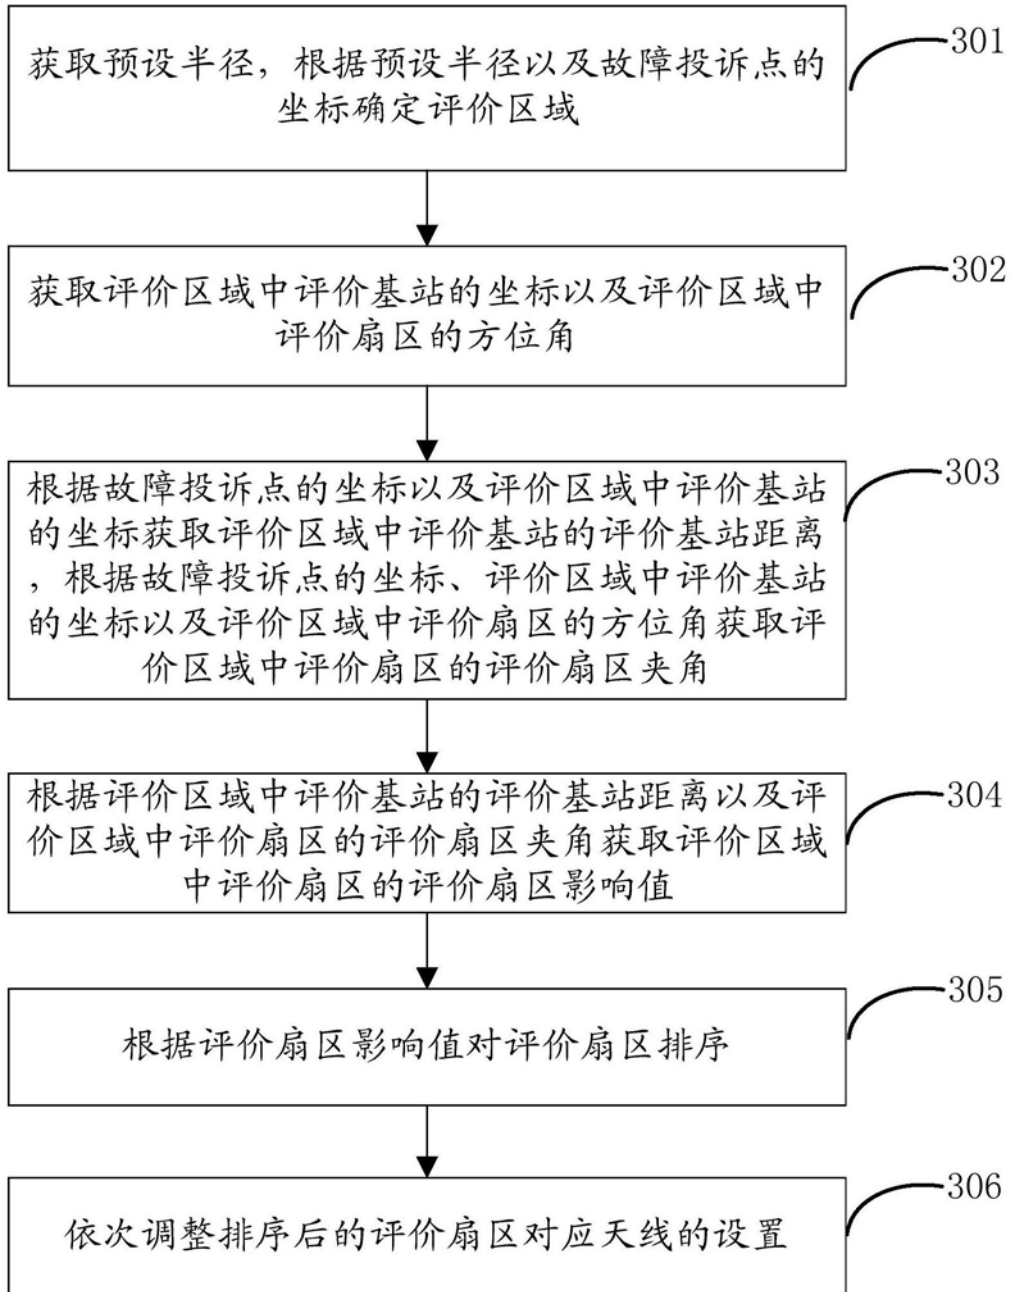 获取预设半径，根据预设半径以及故障投诉点的
坐标确定评价区域
301
获取评价区域中评价基站的坐标以及评价区域中
评价扇区的方位角
302
根据故障投诉点的坐标以及评价区域中评价基站
的坐标获取评价区域中评价基站的评价基站距离
，根据故障投诉点的坐标、评价区域中评价基站
的坐标以及评价区域中评价扇区的方位角获取评
价区域中评价扇区的评价扇区夹角
303
根据评价区域中评价基站的评价基站距离以及评
价区域中评价扇区的评价扇区夹角获取评价区域
中评价扇区的评价扇区影响值
304
根据评价扇区影响值对评价扇区排序
305
依次调整排序后的评价扇区对应天线的设置
306